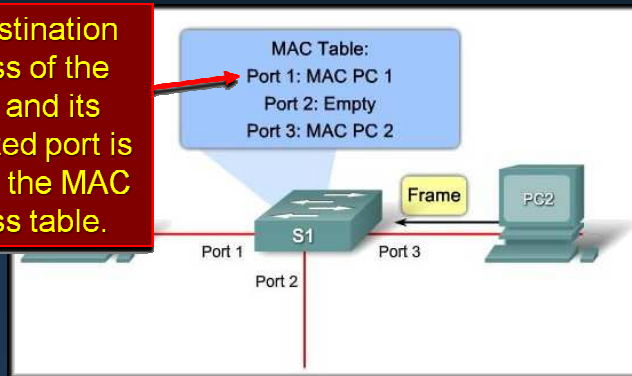 stination
ss of the
and its
ed port is
the MAC
ss table.
MAC Table:
Port 1: MAC PC 1
Port 2: Empty
Port 3: MAC PC 2
Frame
PC2
S1
Port 1
Port 3
Port 2